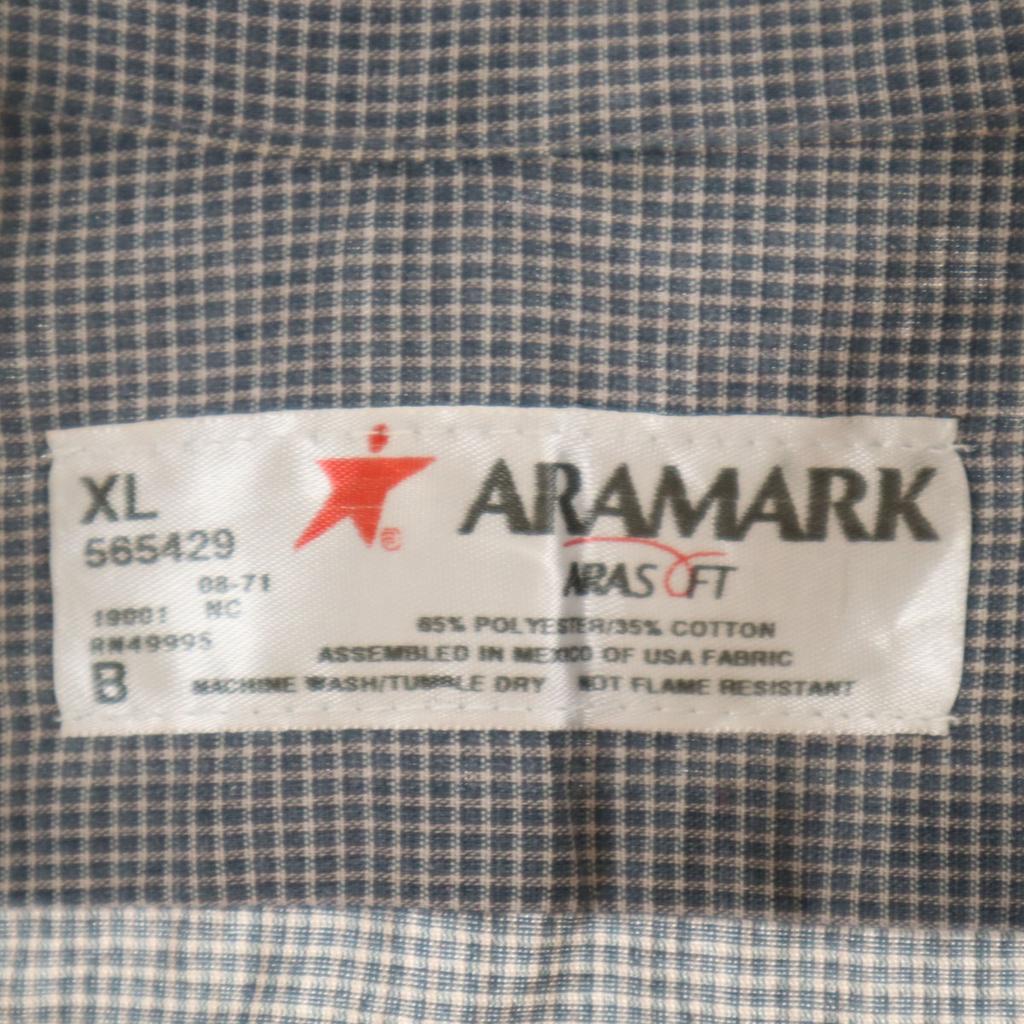 XL
565429
08-71
19001 MC
RN49995
B
®
ARAMARK
ARASOFT
65% POLYESTER/35% COTTON
ASSEMBLED IN MEXICO OF USA FABRIC
MACHINE WASH/TUMBLE DRY NOT FLAME RESISTANT